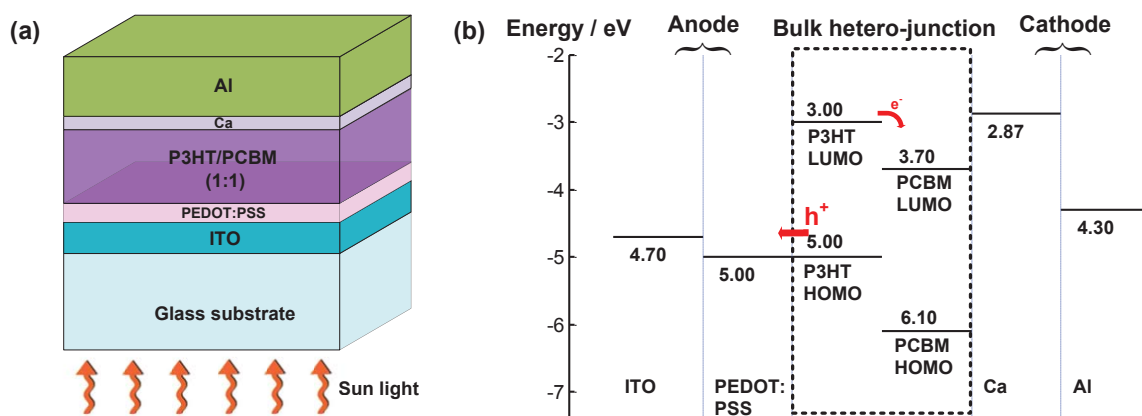 (a)
Al
Ca
P3HT/PCBM
(1:1)
PEDOT:PSS
ITO
Glass substrate
Sun light
(b)
Energy / eV
Anode
Bulk hetero-junction
Cathode
-2
-3
-4
-5
-6
-7
3.00
P3HT
LUMO
e-
3.70
PCBM
LUMO
2.87
4.30
h+
4.70
5.00
5.00
P3HT
HOMO
6.10
PCBM
HOMO
ITO
PEDOT:
PSS
Ca
Al